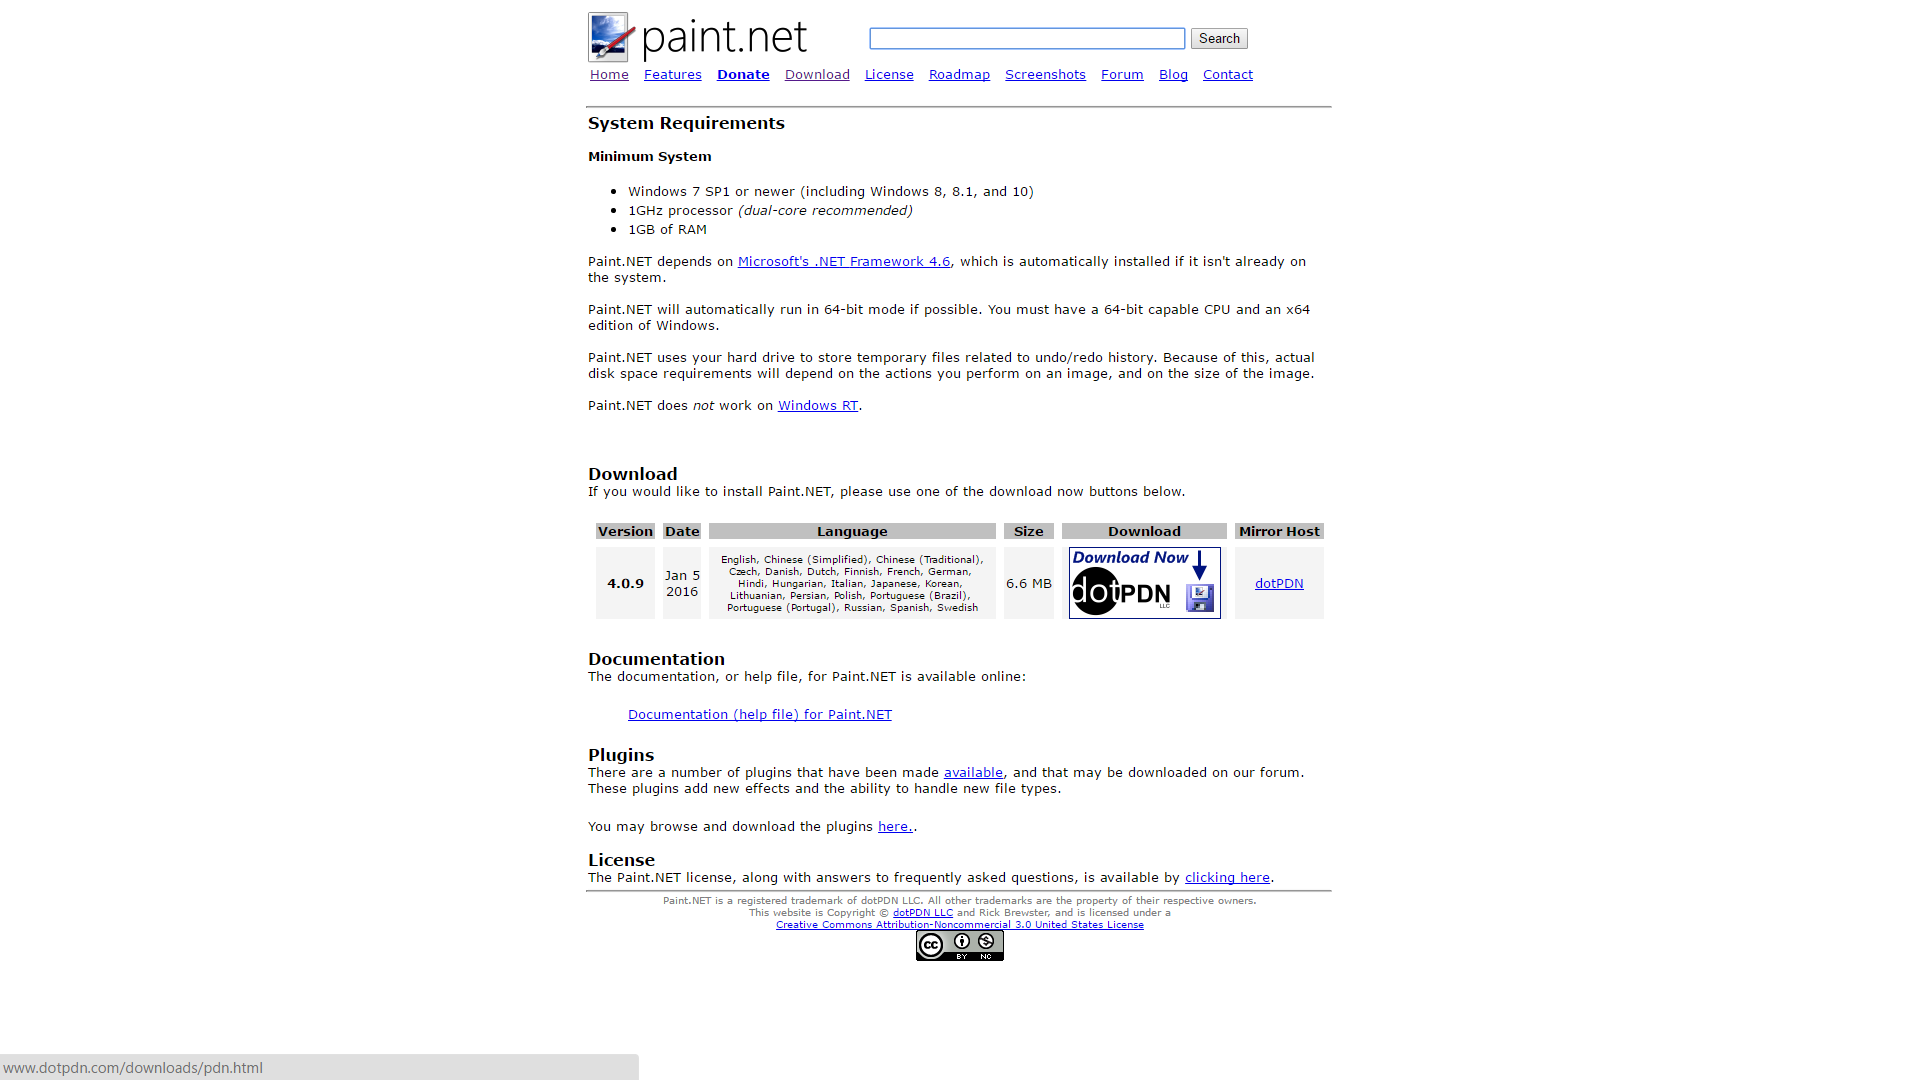 paint.net
Search
Home Features Donate Download License Roadmap Screenshots Forum Blog Contact
System Requirements
Minimum System
Windows 7 SP1 or newer (including Windows 8, 8.1, and 10)
1GHz processor (dual-core recommended)
1GB of RAM
Paint.NET depends on Microsoft's .NET Framework 4.6, which is automatically installed if it isn't already on
the system.
Paint.NET will automatically run in 64-bit mode if possible. You must have a 64-bit capable CPU and an x64
edition of Windows.
Paint.NET uses your hard drive to store temporary files related to undo/redo history. Because of this, actual
disk space requirements will depend on the actions you perform on an image, and on the size of the image.
Paint.NET does not work on Windows RT.
Download
If you would like to install Paint.NET, please use one of the download now buttons below.
Version Date Language Size Download Mirror Host
4.0.9
Jan 5
2016
English, Chinese (Simplified), Chinese (Traditional),
Czech, Danish, Dutch, Finnish, French, German,
Hindi, Hungarian, Italian, Japanese, Korean,
Lithuanian, Persian, Polish, Portuguese (Brazil),
Portuguese (Portugal), Russian, Spanish, Swedish
6.6 MB
Download Now
dotPDN
LLC
dotPDN
Documentation
The documentation, or help file, for Paint.NET is available online:
Documentation (help file) for Paint.NET
Plugins
There are a number of plugins that have been made available, and that may be downloaded on our forum.
These plugins add new effects and the ability to handle new file types.
You may browse and download the plugins here..
License
The Paint.NET license, along with answers to frequently asked questions, is available by clicking here.
Paint.NET is a registered trademark of dotPDN LLC. All other trademarks are the property of their respective owners.
This website is Copyright © dotPDN LLC and Rick Brewster, and is licensed under a
Creative Commons Attribution-Noncommercial 3.0 United States License
cc BY NC
www.dotpdn.com/downloads/pdn.html